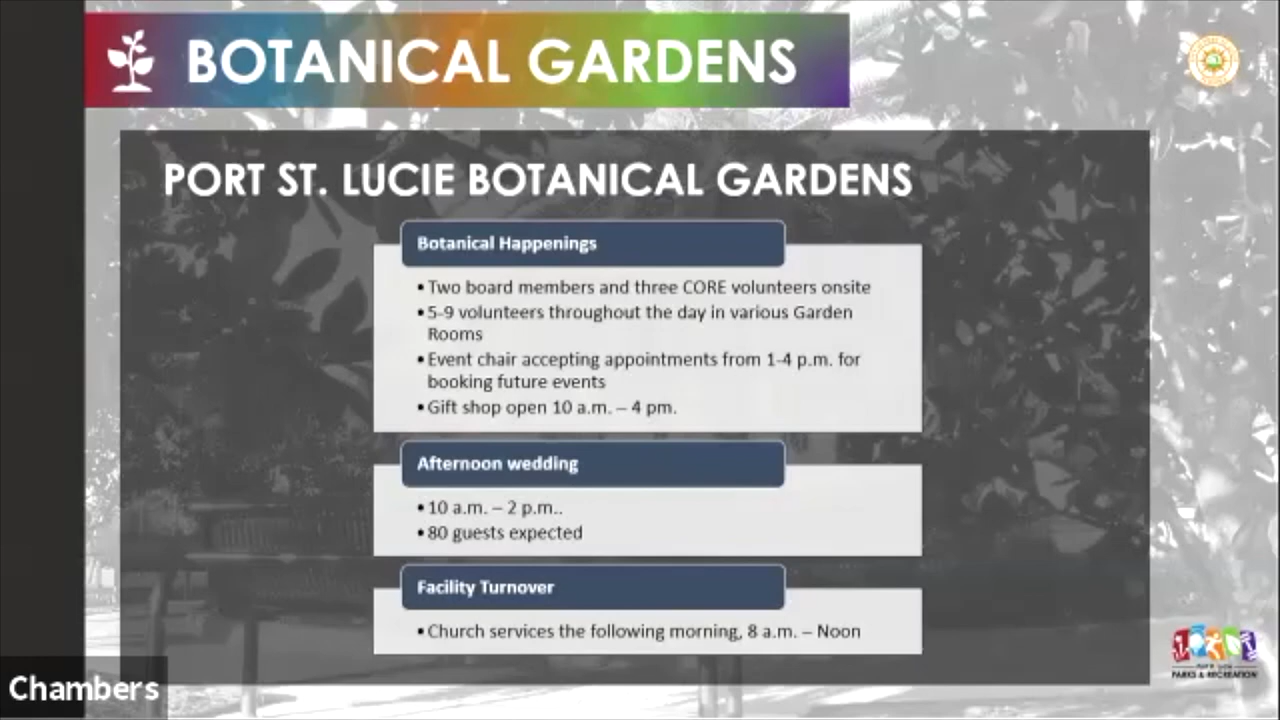 BOTANICAL GARDENS
PORT ST. LUCIE BOTANICAL GARDENS
Botanical Happenings
•Two board members and three CORE volunteers onsite
•5-9 volunteers throughout the day in various Garden
Rooms
•Event chair accepting appointments from 1-4 p.m. for
booking future events
•Gift shop open 10 a.m. – 4 pm.
Afternoon wedding
•10 a.m. – 2 p.m..
•80 guests expected
Facility Turnover
•Church services the following morning, 8 a.m. – Noon
PARKS & RECREATION
Chambers